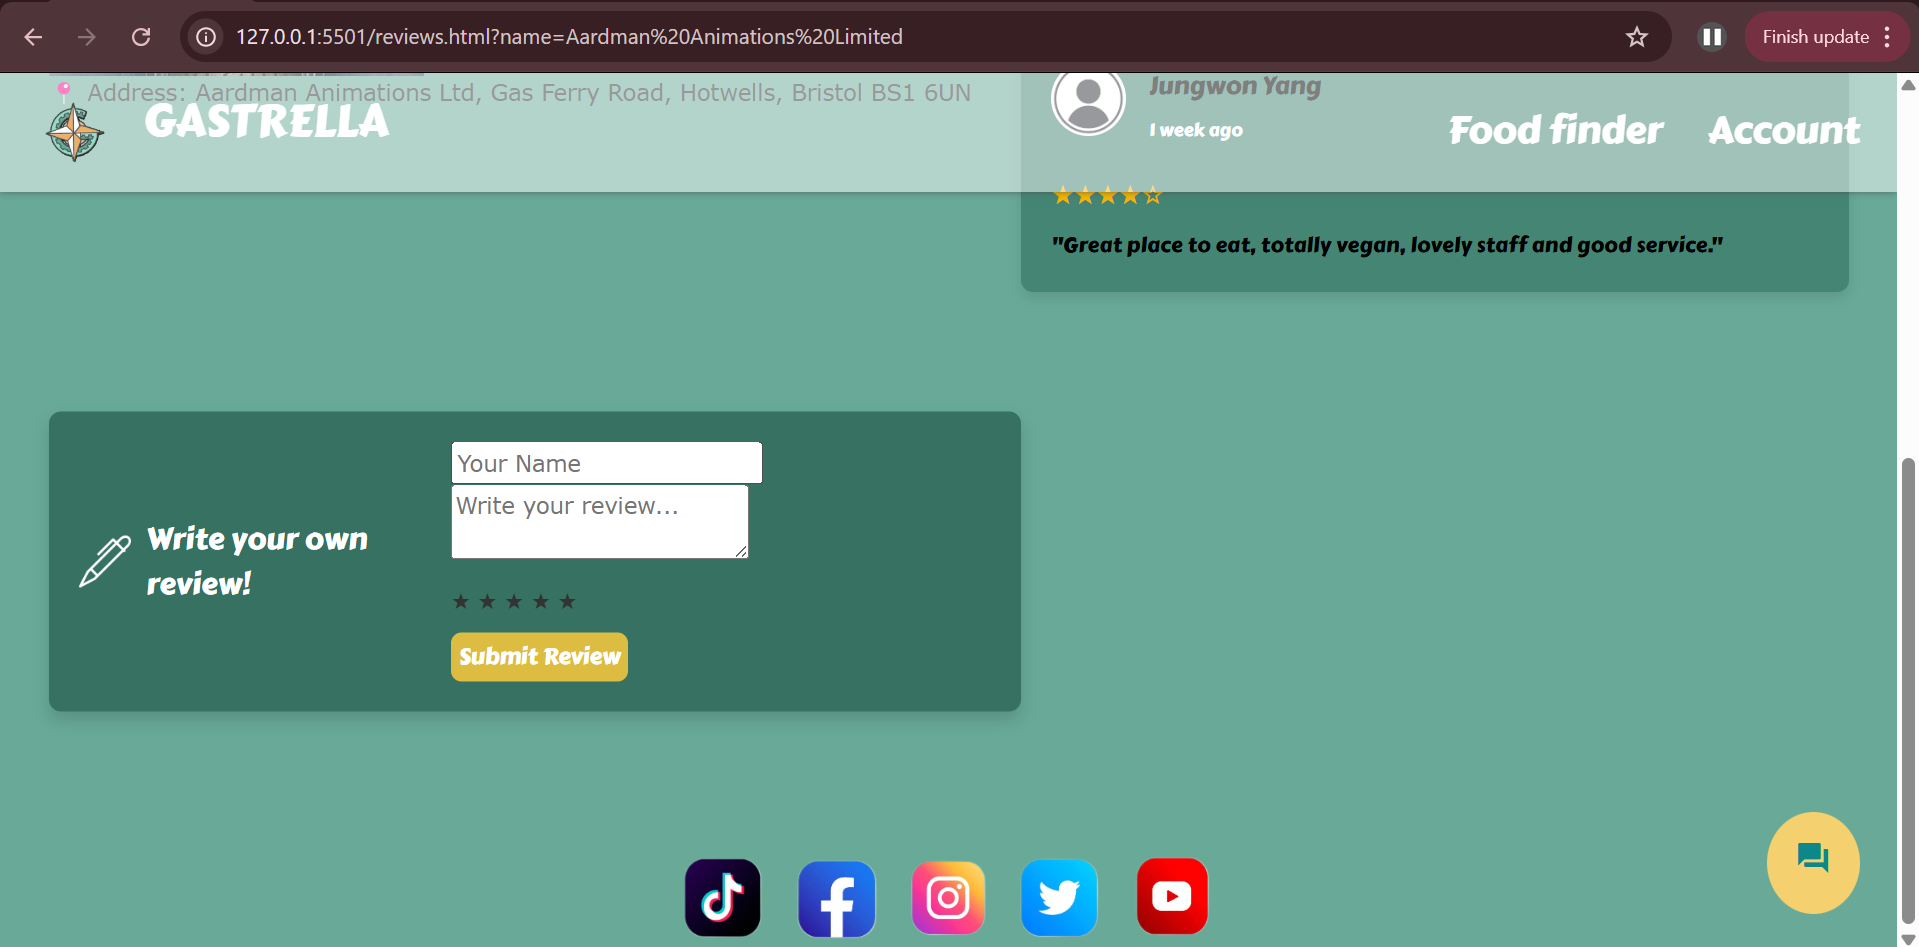 127.0.0.1:5501/reviews.html?name=Aardman%20Animations%20Limited
Finish update
Address: Aardman Animations Ltd, Gas Ferry Road, Hotwells, Bristol BS1 6UN
GASTRELLA
Jungwon Yang
1 week ago
Food finder
Account
★★★★☆
"Great place to eat, totally vegan, lovely staff and good service."
Write your own
review!
Your Name
Write your review...
★ ★ ★ ★ ★
Submit Review